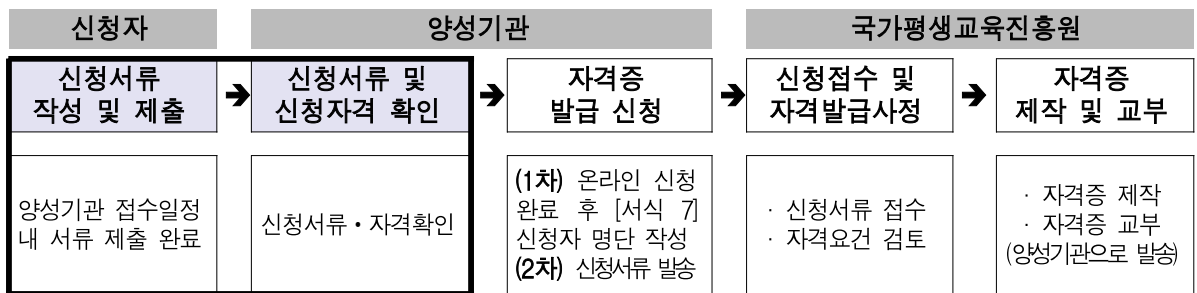 신청자
양성기관
국가평생교육진흥원
신청서류
작성 및 제출
➔
신청서류 및
신청자격 확인
➔
자격증
발급 신청
➔
신청접수 및
자격발급사정
➔
자격증
제작 및 교부
양성기관 접수일정
내 서류 제출 완료
신청서류·자격확인
(1차) 온라인 신청
완료 후 [서식 7]
신청자 명단 작성
(2차) 신청서류 발송
· 신청서류 접수
· 자격요건 검토
· 자격증 제작
· 자격증 교부
(양성기관으로 발송)